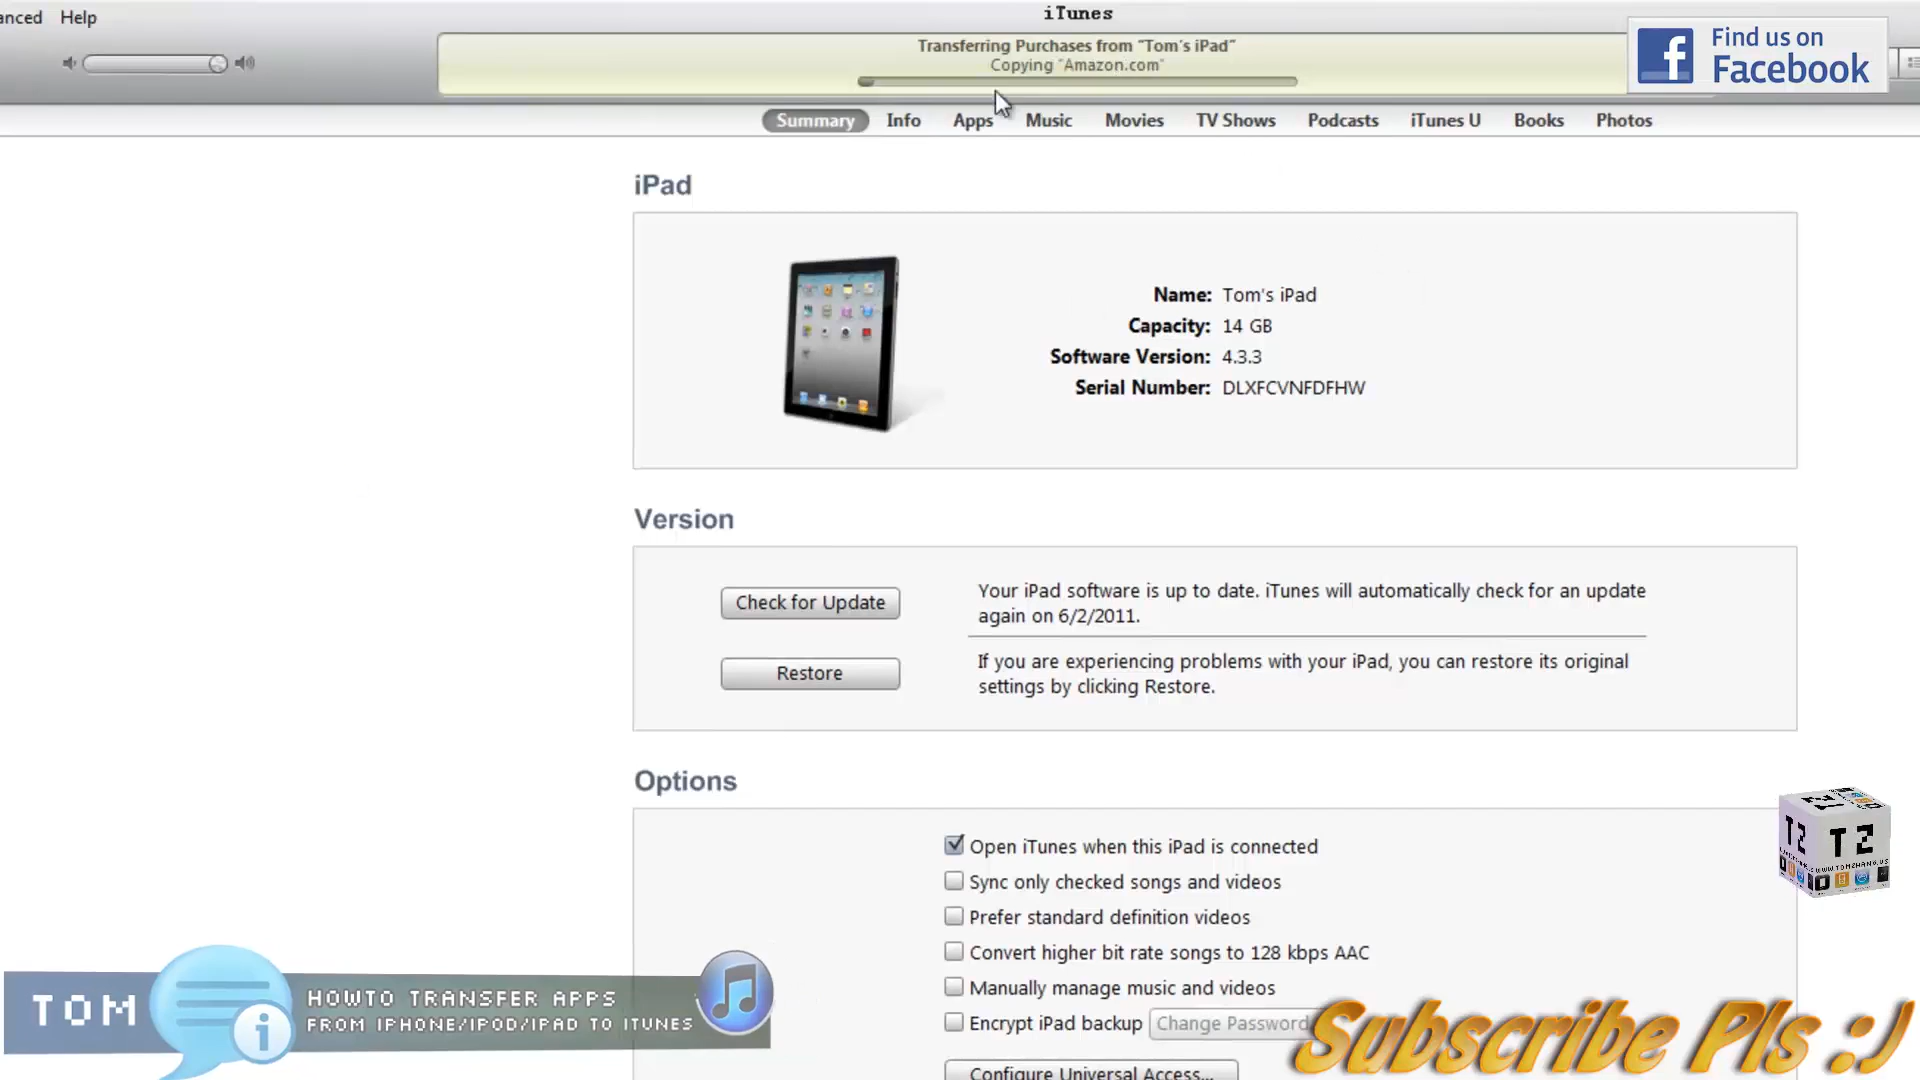 anced Help
iTunes
Transferring Purchases from “Tom’s iPad”
Copying “Amazon.com”
Find us on
Facebook
Summary Info Apps Music Movies TV Shows Podcasts iTunes U Books Photos
iPad
Name: Tom's iPad
Capacity: 14 GB
Software Version: 4.3.3
Serial Number: DLXFCVNFDFHW
Version
Check for Update
Your iPad software is up to date. iTunes will automatically check for an update
again on 6/2/2011.
Restore
If you are experiencing problems with your iPad, you can restore its original
settings by clicking Restore.
Options
Open iTunes when this iPad is connected
Sync only checked songs and videos
Prefer standard definition videos
Convert higher bit rate songs to 128 kbps AAC
Manually manage music and videos
Encrypt iPad backup Change Password
Configure Universal Access...
TZ TZ
WWW.TOMZHANG.US
TOM
HOWTO TRANSFER APPS
FROM IPHONE/IPOD/IPAD TO ITUNES
Subscribe Pls :)